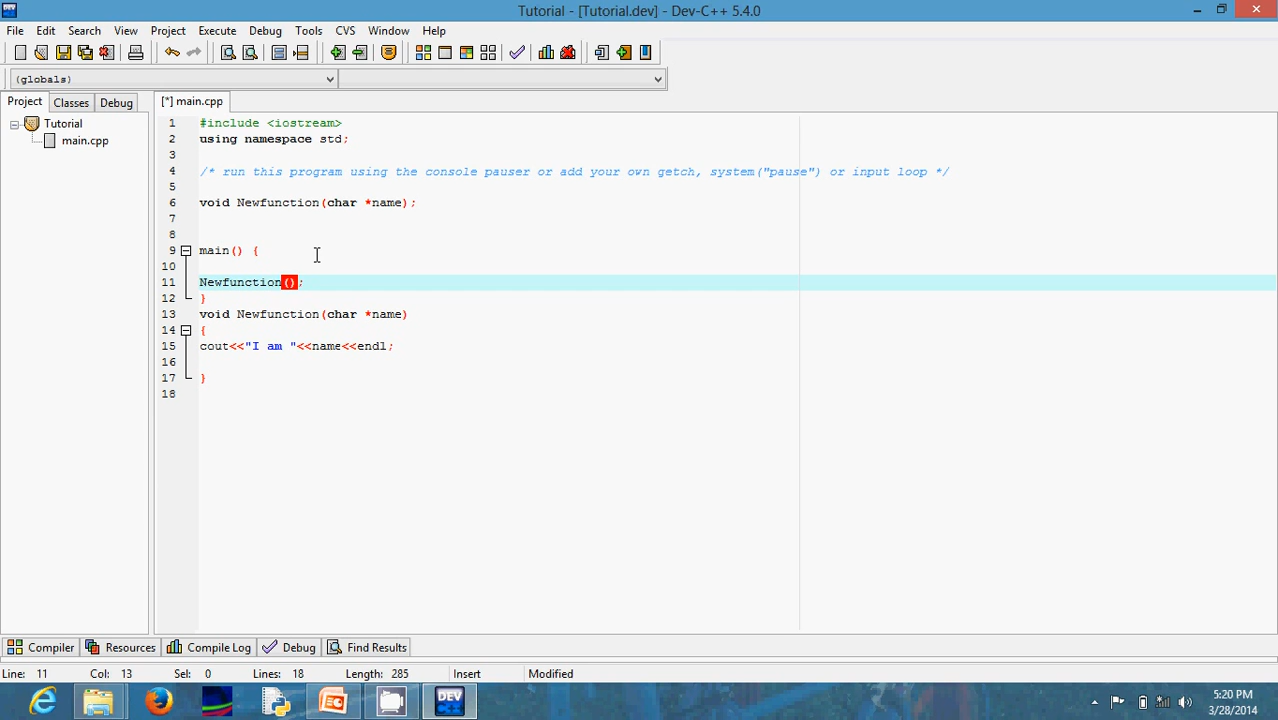 Tutorial - [Tutorial.dev] - Dev-C++ 5.4.0
File Edit Search View Project Execute Debug Tools CVS Window Help
(globals)
Project Classes Debug
[*] main.cpp
Tutorial
main.cpp
1 #include <iostream>
2 using namespace std;
3
4 /* run this program using the console pauser or add your own getch, system("pause") or input loop */
5
6 void Newfunction(char *name);
7
8
9 main() {
10
11 Newfunction();
12 }
13 void Newfunction(char *name)
14 {
15 cout<<"I am "<<name<<endl;
16
17 }
18
Compiler Resources Compile Log Debug Find Results
Line: 11 Col: 13 Sel: 0 Lines: 18 Length: 285 Insert Modified
DEV
5:20 PM
3/28/2014